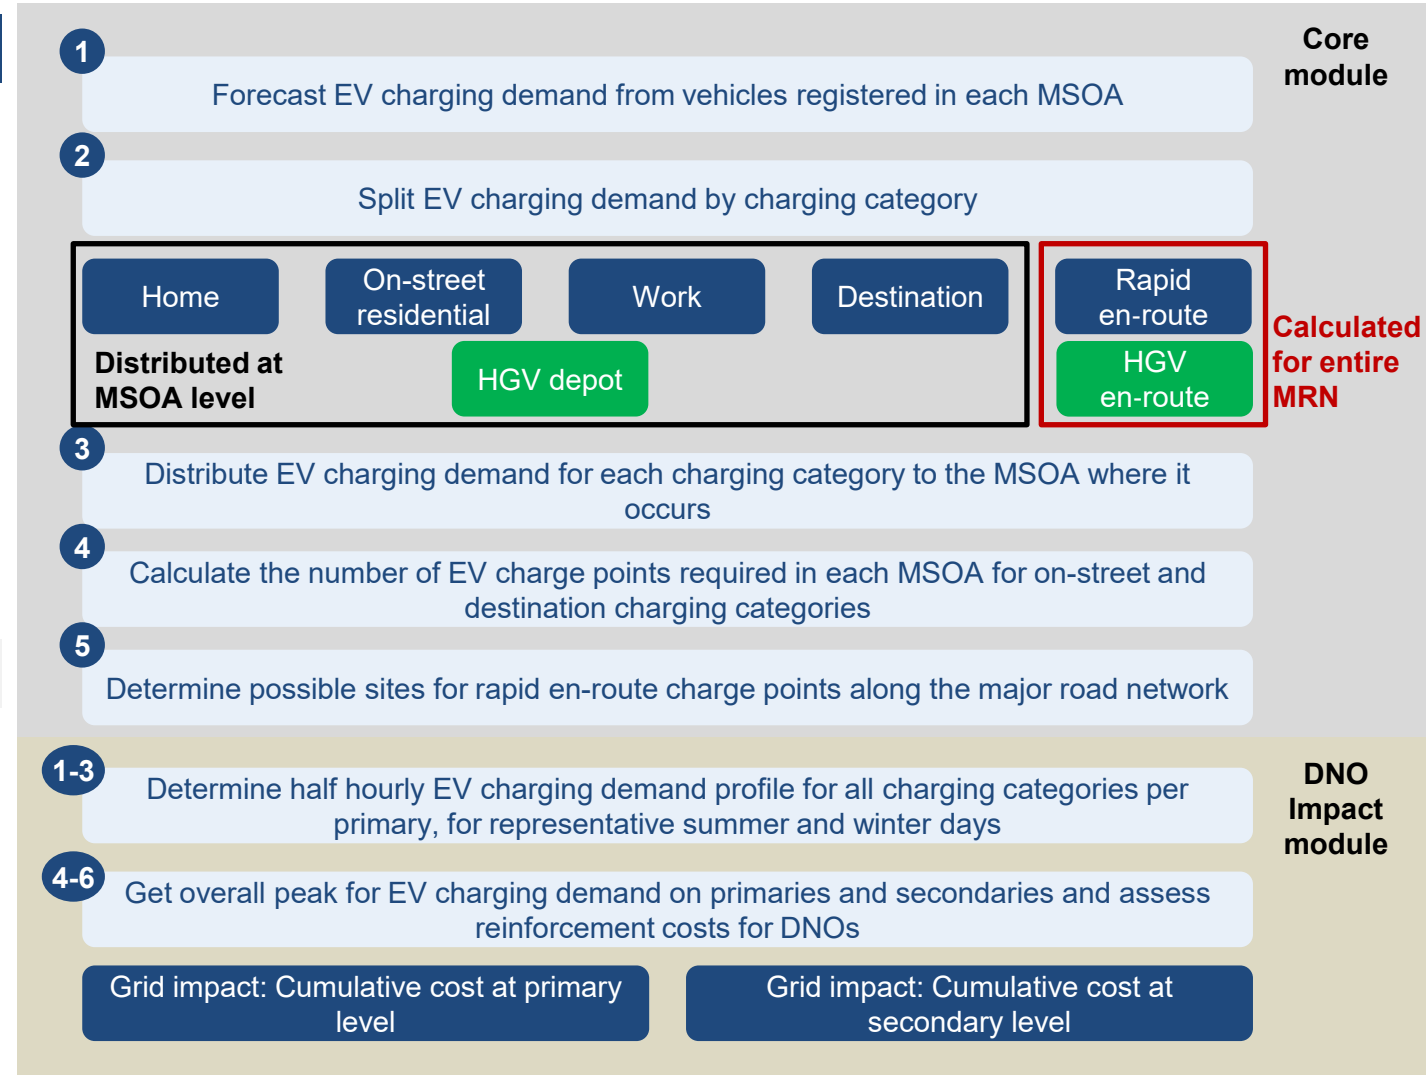 Core
module
1
Forecast EV charging demand from vehicles registered in each MSOA
2
Split EV charging demand by charging category
Home
On-street
residential
Work
Destination
Rapid
en-route
Distributed at
MSOA level
HGV depot
HGV
en-route
Calculated
for entire
MRN
3
Distribute EV charging demand for each charging category to the MSOA where it
occurs
4
Calculate the number of EV charge points required in each MSOA for on-street and
destination charging categories
5
Determine possible sites for rapid en-route charge points along the major road network
1-3
Determine half hourly EV charging demand profile for all charging categories per
primary, for representative summer and winter days
DNO
Impact
module
4-6
Get overall peak for EV charging demand on primaries and secondaries and assess
reinforcement costs for DNOs
Grid impact: Cumulative cost at primary
level
Grid impact: Cumulative cost at
secondary level